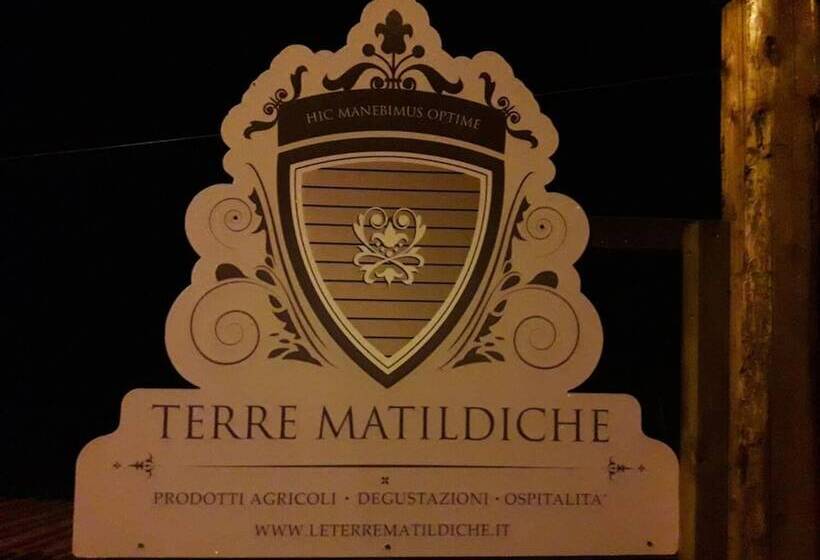 HIC MANEBIMUS OPTIME
TERRE MATILDICHE
PRODOTTI AGRICOLI · DEGUSTAZIONI · OSPITALITA'
WWW.LETERREMATILDICHE.IT